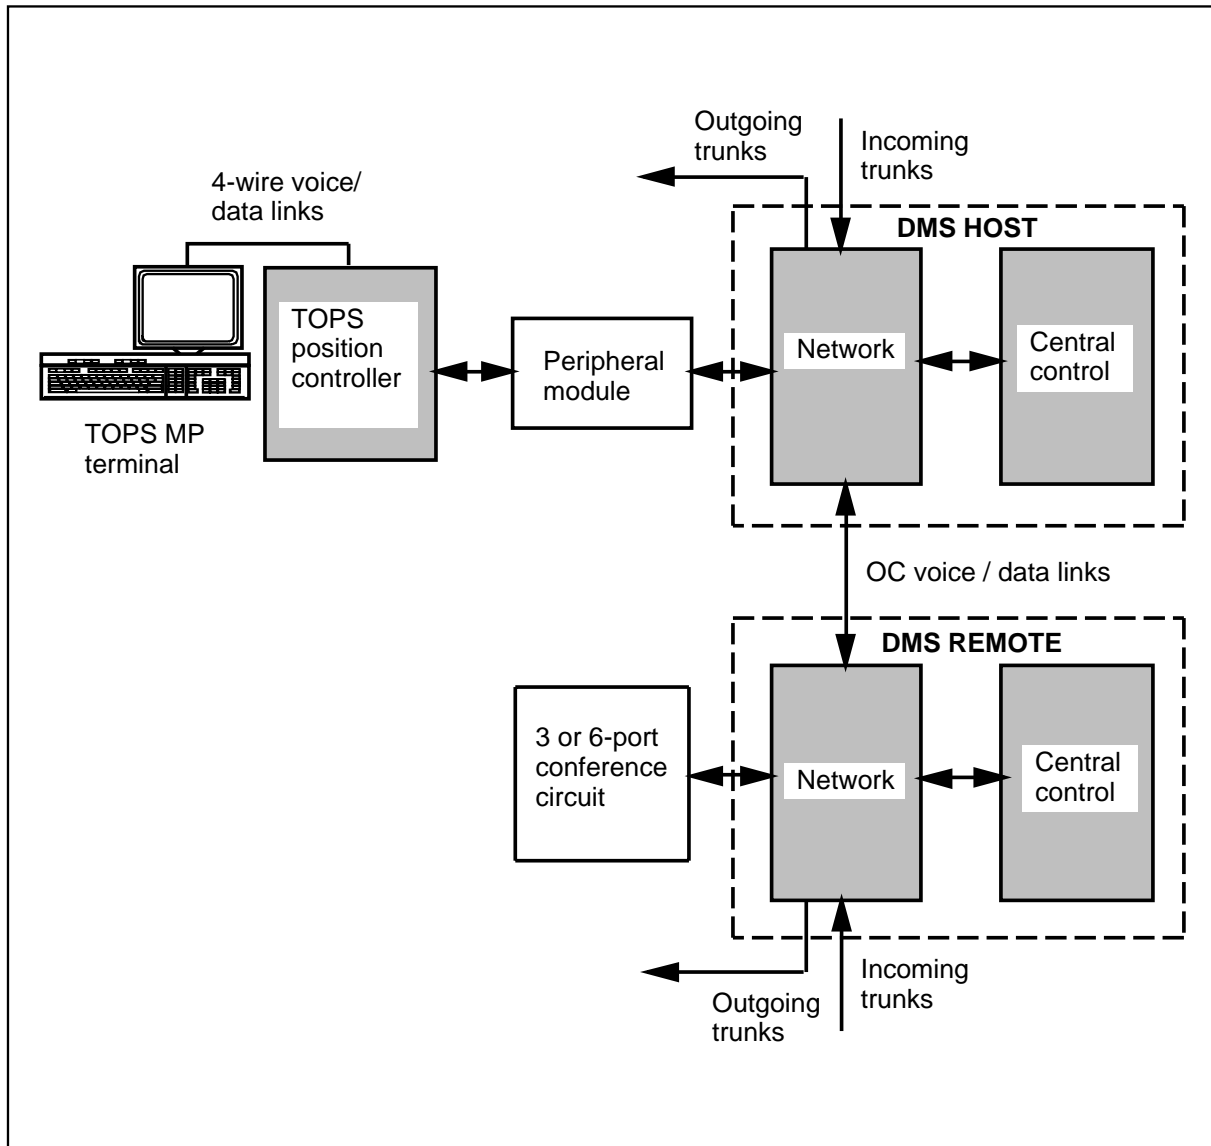 Outgoing
trunks
Incoming
trunks
4-wire voice/
data links
DMS HOST
TOPS
position
controller
Peripheral
module
Network
Central
control
TOPS MP
terminal
OC voice / data links
DMS REMOTE
3 or 6-port
conference
circuit
Network
Central
control
Incoming
trunks
Outgoing
trunks